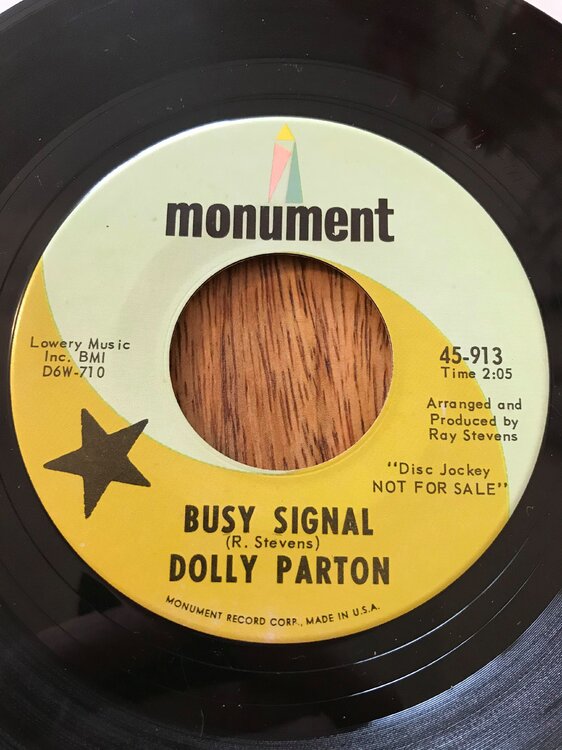 monument
Lowery Music
Inc. BMI
D6W-710
45-913
Time 2:05
Arranged and
Produced by
Ray Stevens
"Disc Jockey
NOT FOR SALE"
BUSY SIGNAL
(R. Stevens)
DOLLY PARTON
MONUMENT RECORD CORP., MADE IN U.S.A.